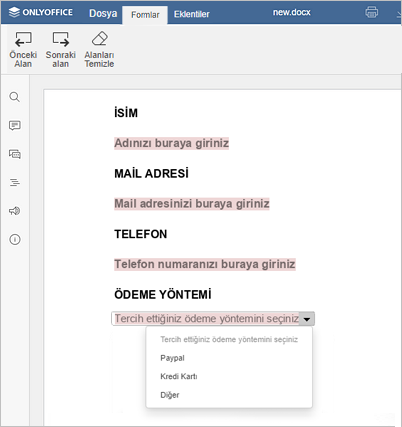 ONLYOFFICE Dosya Formlar Eklentiler new.docx
Önceki Alan
Sonraki alan
Alanları Temizle
İSİM
Adınızı buraya giriniz
MAİL ADRESİ
Mail adresinizi buraya giriniz
TELEFON
Telefon numaranızı buraya giriniz
ÖDEME YÖNTEMİ
Tercih ettiğiniz ödeme yöntemini seçiniz
Tercih ettiğiniz ödeme yöntemini seçiniz
Paypal
Kredi Kartı
Diğer